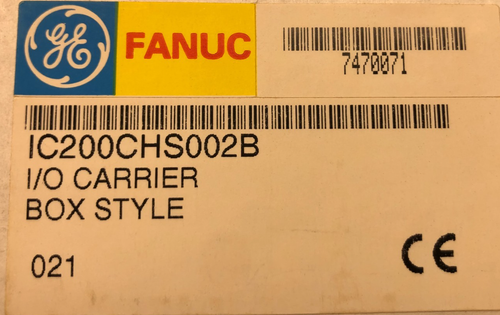 GE FANUC
7470071
IC200CHS002B
I/O CARRIER
BOX STYLE
021
CE